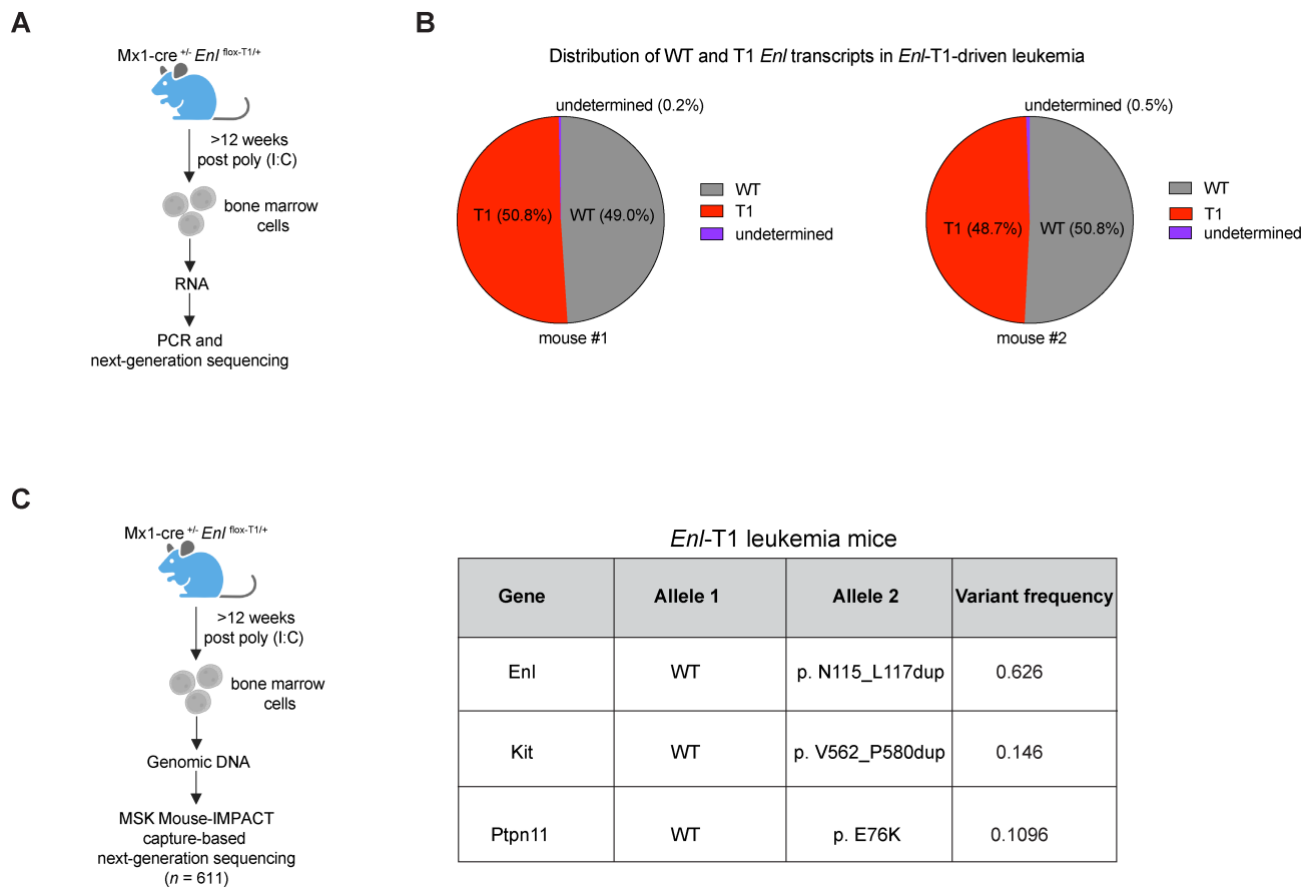 A
Mx1-cre +/- Enl flox-T1/+
>12 weeks
post poly (I:C)
bone marrow
cells
RNA
PCR and
next-generation sequencing
B
Distribution of WT and T1 Enl transcripts in Enl-T1-driven leukemia
undetermined (0.2%)
T1 (50.8%)
WT (49.0%)
WT
T1
undetermined
mouse #1
undetermined (0.5%)
T1 (48.7%)
WT (50.8%)
WT
T1
undetermined
mouse #2
C
Mx1-cre +/- Enl flox-T1/+
>12 weeks
post poly (I:C)
bone marrow
cells
Genomic DNA
MSK Mouse-IMPACT
capture-based
next-generation sequencing
(n = 611)
Enl-T1 leukemia mice
Gene Allele 1 Allele 2 Variant frequency
Enl WT p. N115_L117dup 0.626
Kit WT p. V562_P580dup 0.146
Ptpn11 WT p. E76K 0.1096